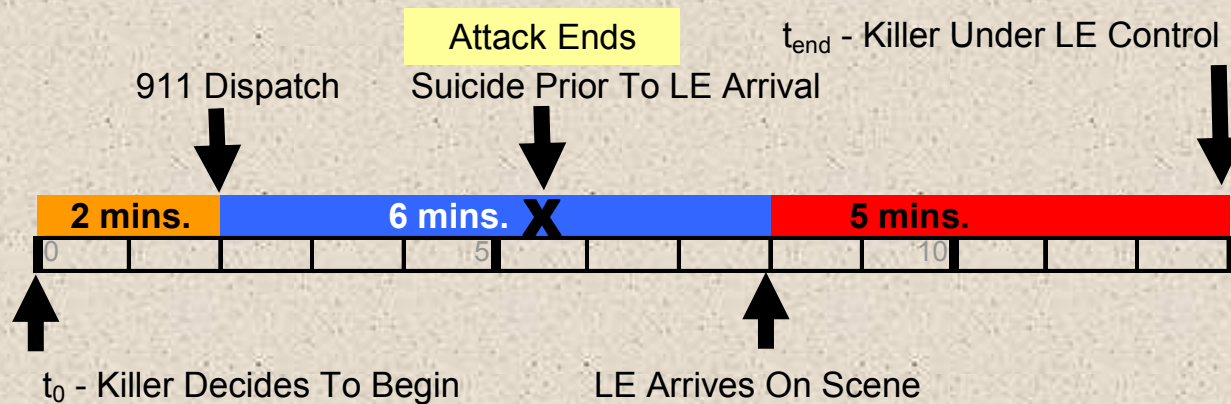 Attack Ends
t_end - Killer Under LE Control
911 Dispatch
Suicide Prior To LE Arrival
2 mins.
6 mins.
X
5 mins.
0
5
10
t_0 - Killer Decides To Begin
LE Arrives On Scene